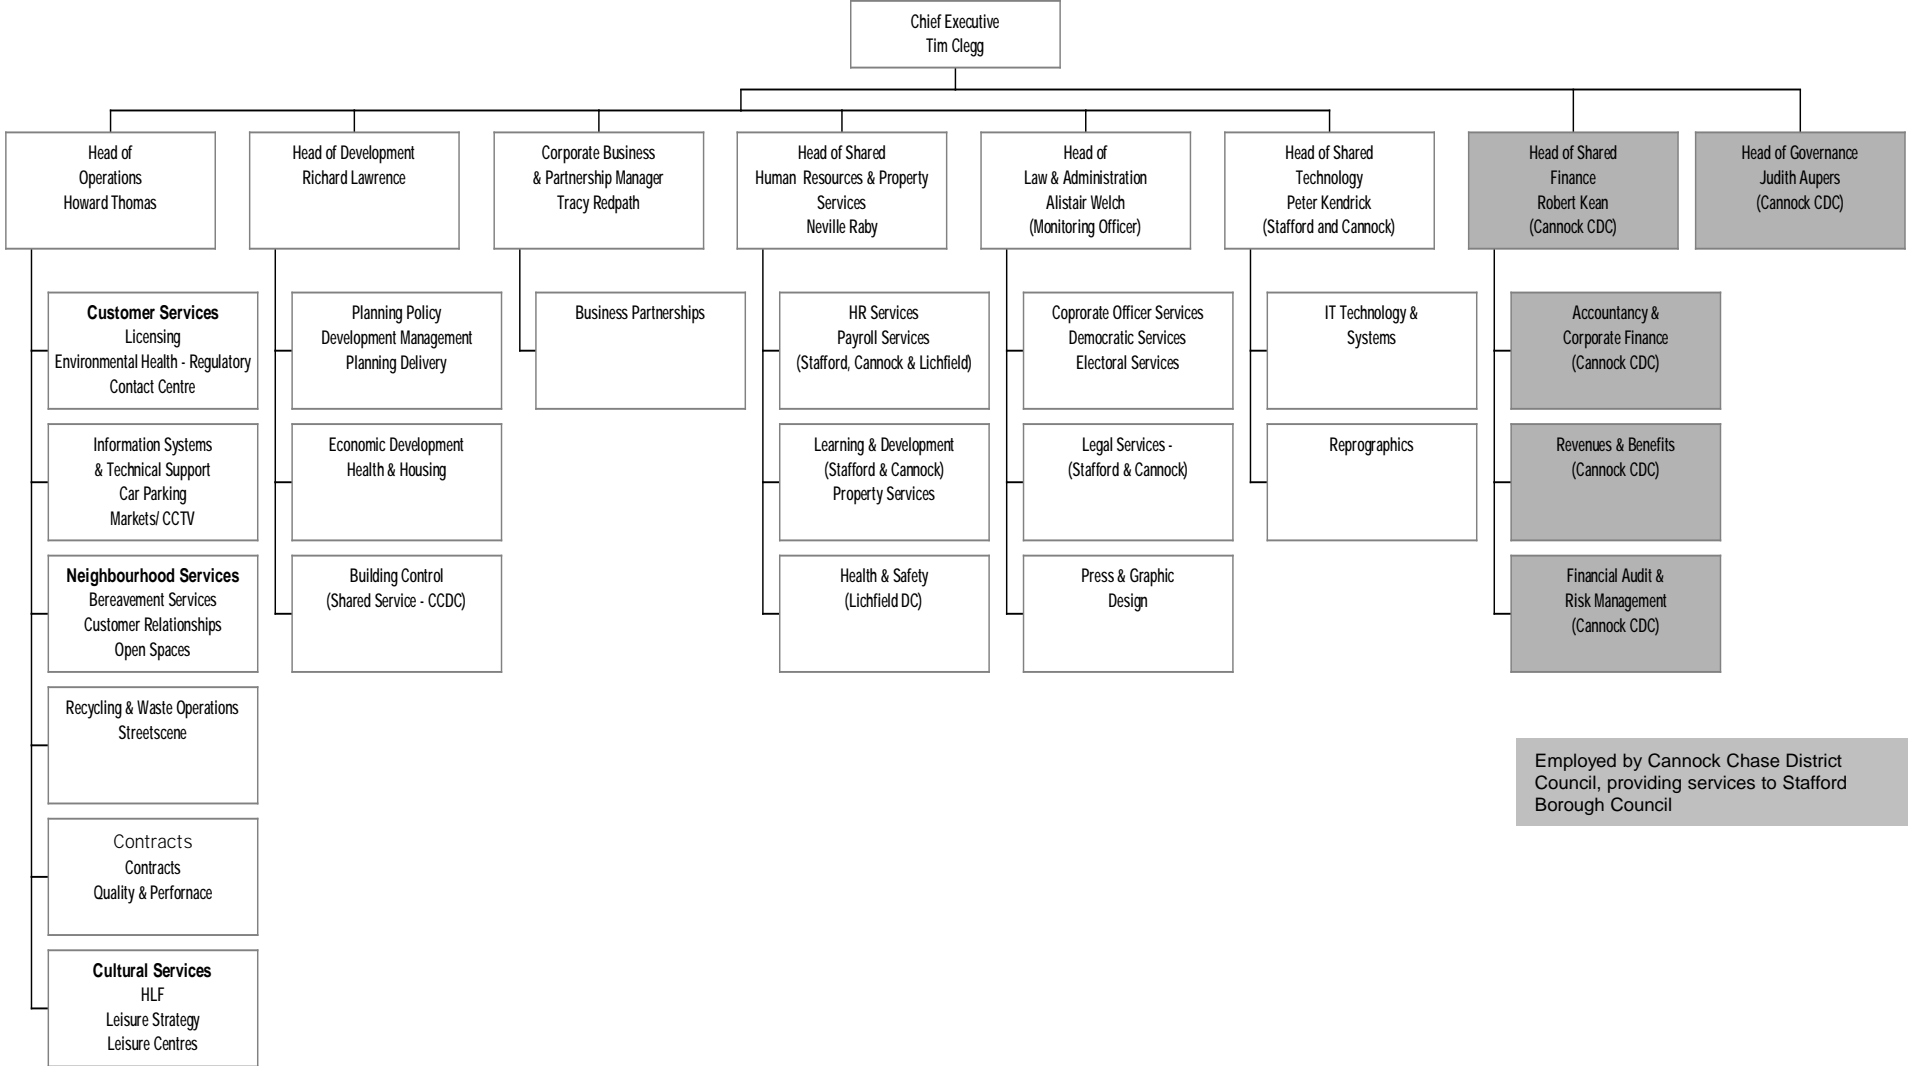 Chief Executive
Tim Clegg
Head of
Operations
Howard Thomas
Head of Development
Richard Lawrence
Corporate Business
& Partnership Manager
Tracy Redpath
Head of Shared
Human Resources & Property
Services
Neville Raby
Head of
Law & Administration
Alistair Welch
(Monitoring Officer)
Head of Shared
Technology
Peter Kendrick
(Stafford and Cannock)
Head of Shared
Finance
Robert Kean
(Cannock CDC)
Head of Governance
Judith Aupers
(Cannock CDC)
Customer Services
Licensing
Environmental Health - Regulatory
Contact Centre
Planning Policy
Development Management
Planning Delivery
Business Partnerships
HR Services
Payroll Services
(Stafford, Cannock & Lichfield)
Coprorate Officer Services
Democratic Services
Electoral Services
IT Technology &
Systems
Accountancy &
Corporate Finance
(Cannock CDC)
Information Systems
& Technical Support
Car Parking
Markets/ CCTV
Economic Development
Health & Housing
Learning & Development
(Stafford & Cannock)
Property Services
Legal Services -
(Stafford & Cannock)
Reprographics
Revenues & Benefits
(Cannock CDC)
Neighbourhood Services
Bereavement Services
Customer Relationships
Open Spaces
Building Control
(Shared Service - CCDC)
Health & Safety
(Lichfield DC)
Press & Graphic
Design
Financial Audit &
Risk Management
(Cannock CDC)
Recycling & Waste Operations
Streetscene
Employed by Cannock Chase District
Council, providing services to Stafford
Borough Council
Contracts
Contracts
Quality & Perfornace
Cultural Services
HLF
Leisure Strategy
Leisure Centres